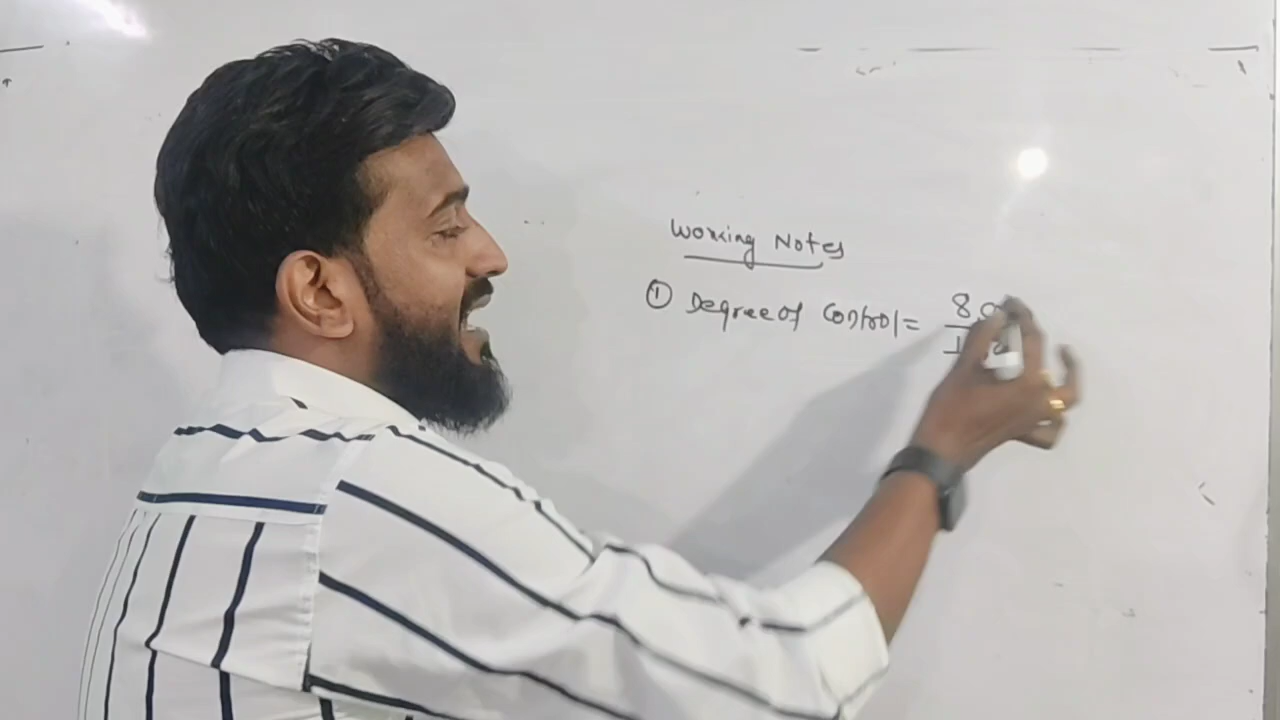 Working Notes
① Degree of Control =